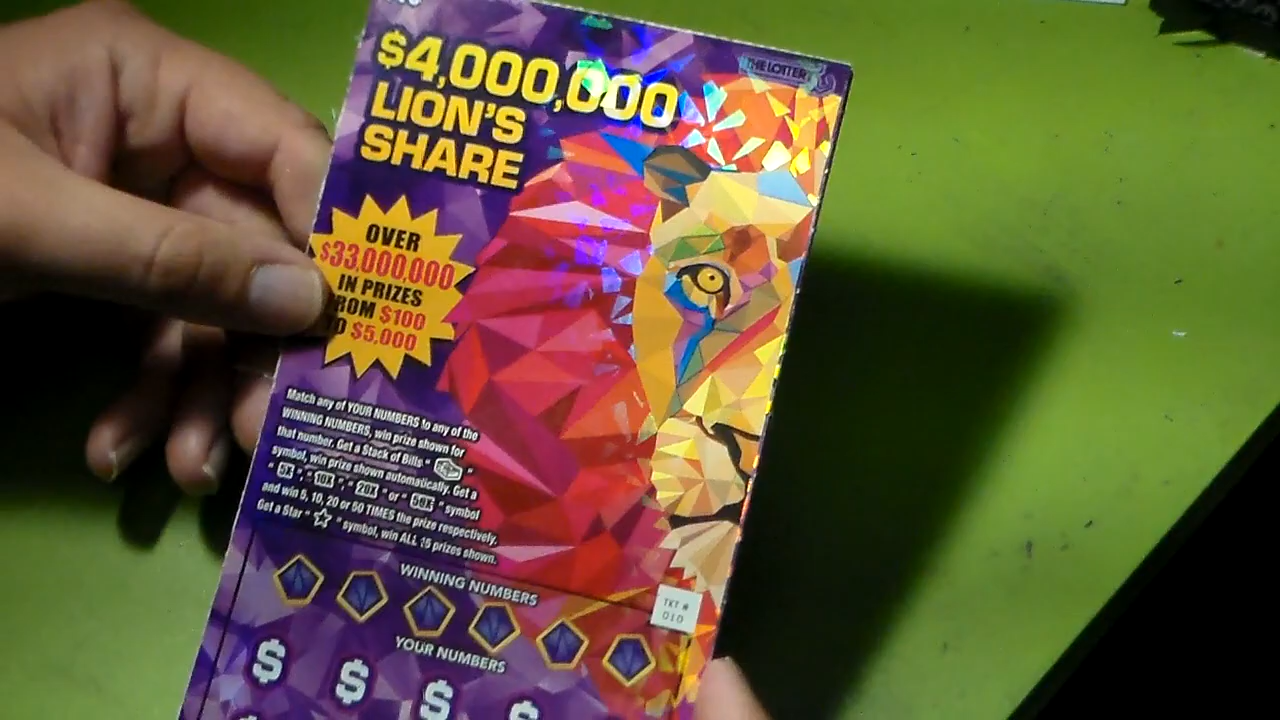 $4,000,000
LION'S
SHARE
THE LOTTERY
OVER
$33,000,000
IN PRIZES
FROM $100
TO $5,000
Match any of YOUR NUMBERS to any of the
WINNING NUMBERS, win prize shown for
that number. Get a Stack of Bills " "
symbol, win prize shown automatically. Get a
"5X", "10X", "20X" or "50X" symbol
and win 5, 10, 20 or 50 TIMES the prize respectively.
Get a Star " " symbol, win ALL 15 prizes shown.
WINNING NUMBERS
TKT #
010
YOUR NUMBERS
$ $ $ $